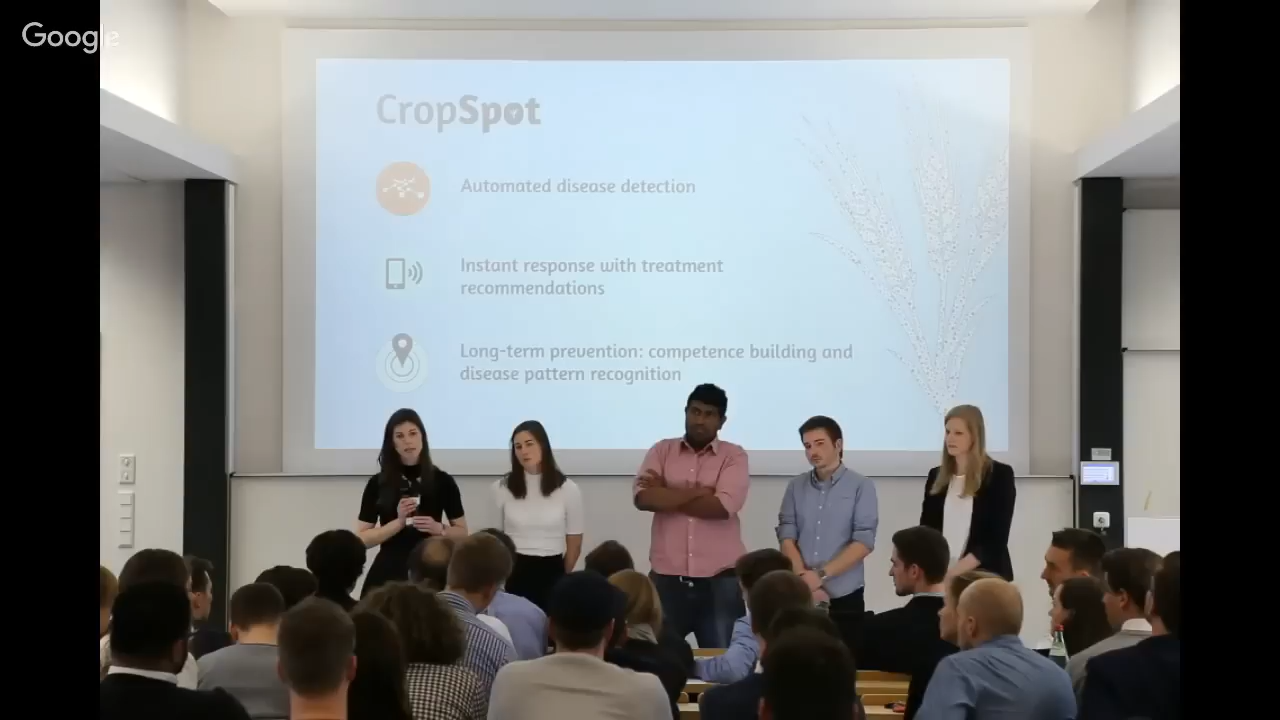 Google
CropSpot
Automated disease detection
Instant response with treatment
recommendations
Long-term prevention: competence building and
disease pattern recognition